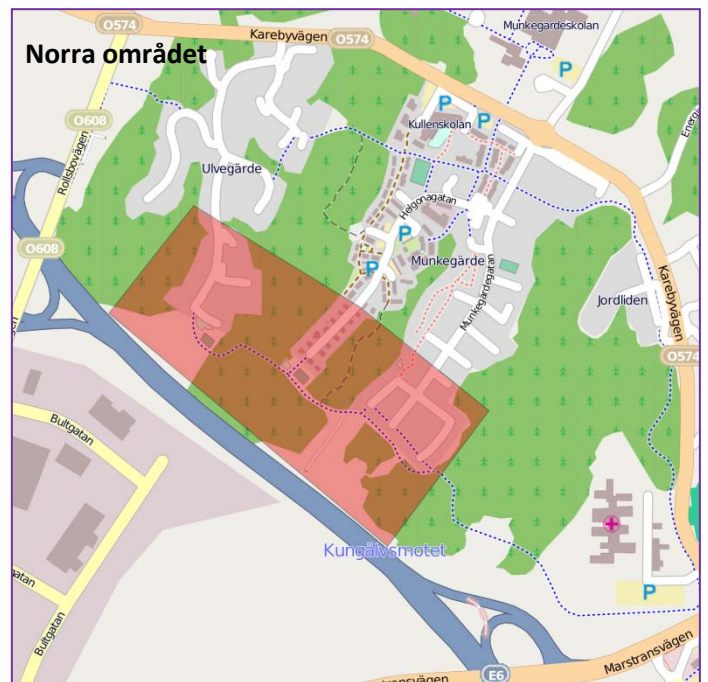 Norra området
O574
Karebyvägen
O574
Munkegärdeskolan
P
P
P
O608
Kullenskolan
Rollsbovägen
Ulvegärde
Helgonagatan
O608
P
Munkegärde
P
Munkegärdegatan
Karebyvägen
Jordliden
O574
Bultgatan
Kungälvsmotet
P
Bultgatan
Marstransvägen
E6